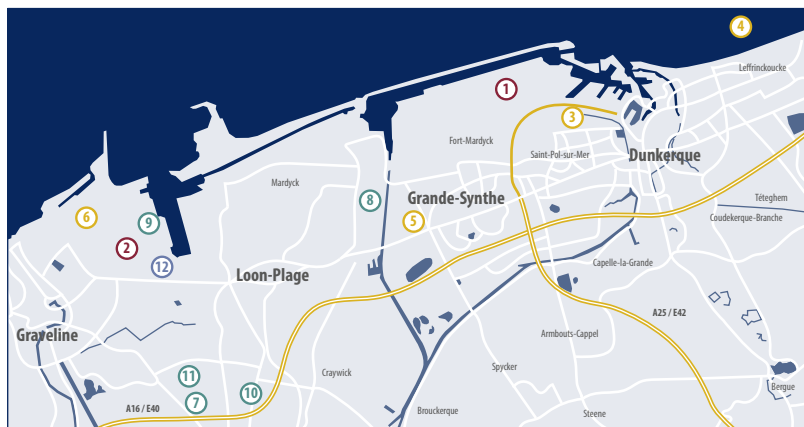 4
Leffrinckoucke
1
3
Fort-Mardyck
Saint-Pol-sur-Mer
Dunkerque
Mardyck
8
Grande-Synthe
Téteghem
6
9
5
Coudekerque-Branche
2
12
Loon-Plage
Capelle-la-Grande
A25 / E42
Graveline
Armbouts-Cappel
11
Craywick
Spycker
Bergue
10
7
A16 / E40
Brouckerque
Steene